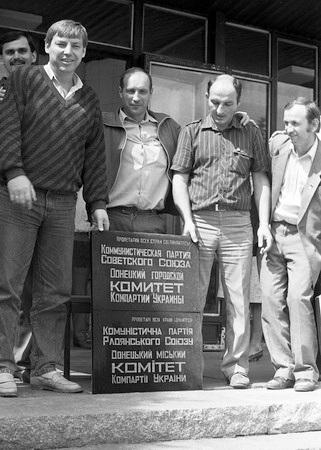 ПРОЛЕТАРИИ ВСЕХ СТРАН СОЕДИНЯЙТЕСЬ
КОММУНИСТИЧЕСКАЯ ПАРТИЯ
СОВЕТСКОГО СОЮЗА
ДОНЕЦКИЙ ГОРОДСКОЙ
КОМИТЕТ
КОМПАРТИИ УКРАИНЫ
ПРОЛЕТАРІ ВСІХ КРАЇН ЄДНАЙТЕСЯ
КОМУНІСТИЧНА ПАРТІЯ
РАДЯНСЬКОГО СОЮЗУ
ДОНЕЦЬКИЙ МІСЬКИЙ
КОМІТЕТ
КОМПАРТІЇ УКРАЇНИ